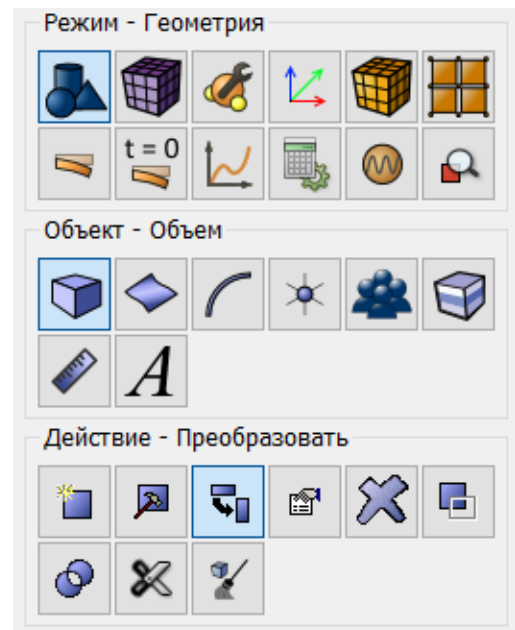 Режим - Геометрия
t = 0
Объект - Объем
A
Действие - Преобразовать